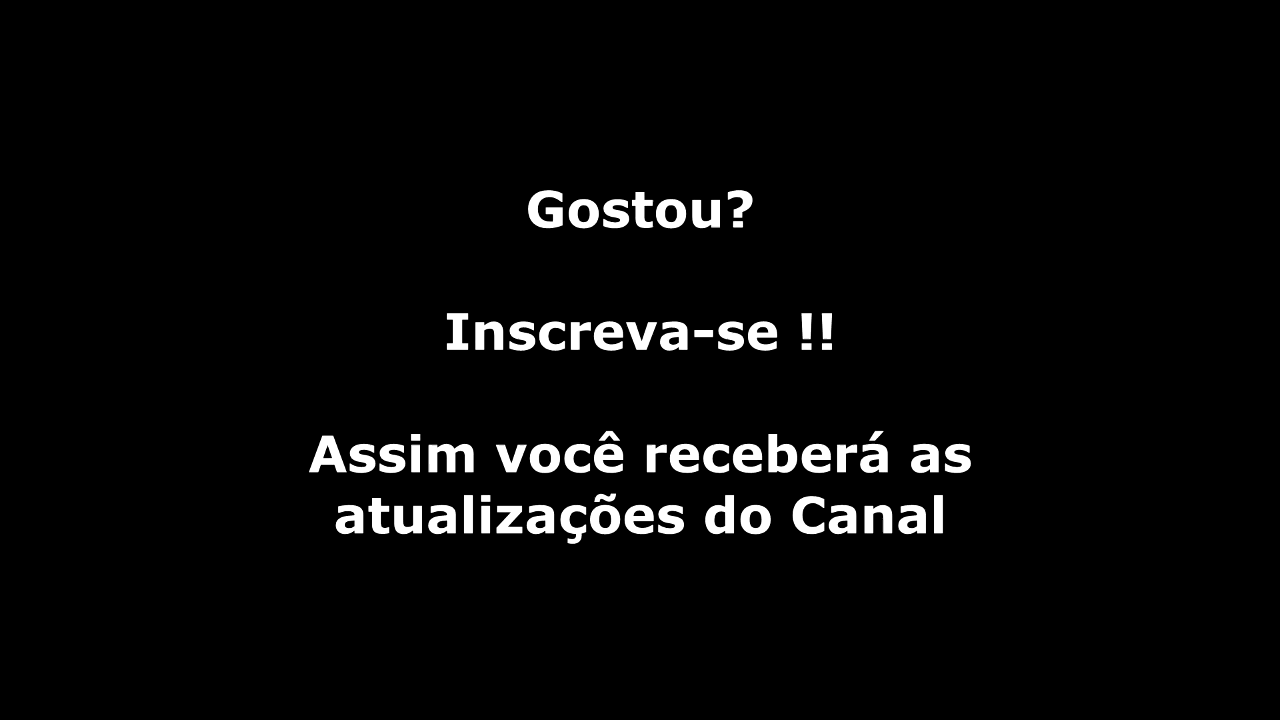 Gostou?
Inscreva-se !!
Assim você receberá as
atualizações do Canal